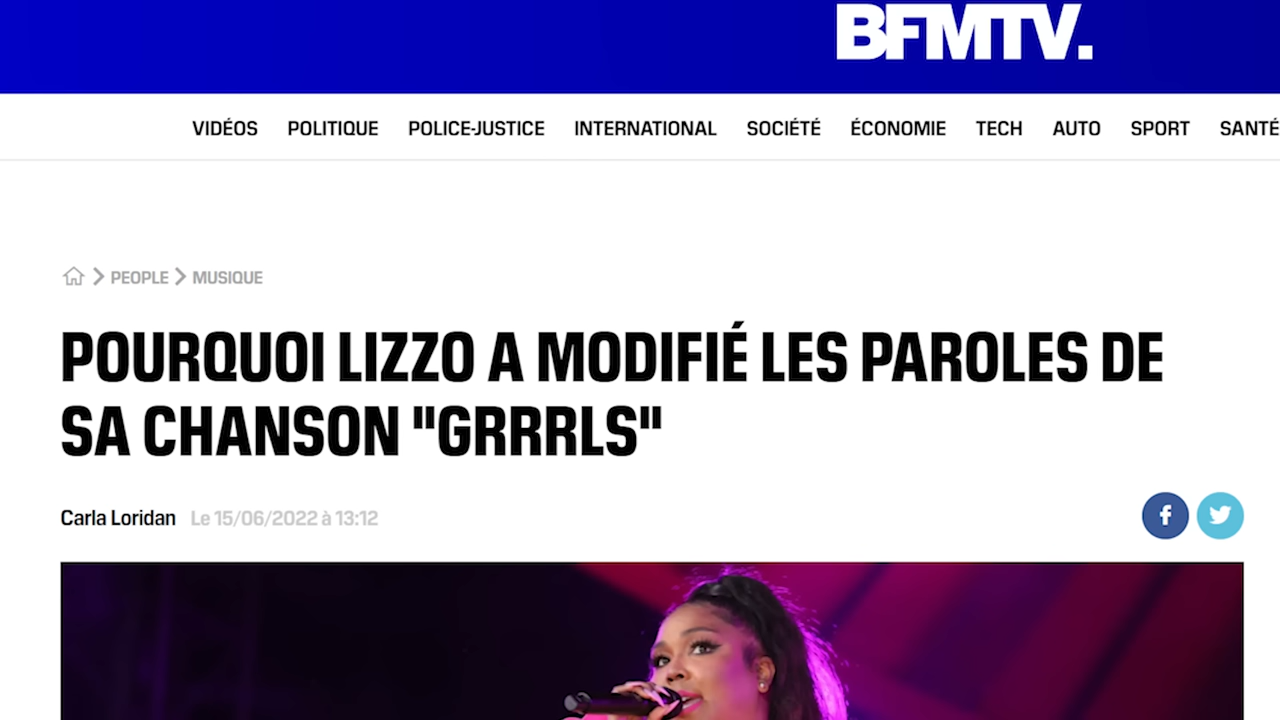 BFMTV.
VIDÉOS POLITIQUE POLICE-JUSTICE INTERNATIONAL SOCIÉTÉ ÉCONOMIE TECH AUTO SPORT SANTÉ
PEOPLE MUSIQUE
POURQUOI LIZZO A MODIFIÉ LES PAROLES DE
SA CHANSON "GRRRLS"
Carla Loridan Le 15/06/2022 à 13:12